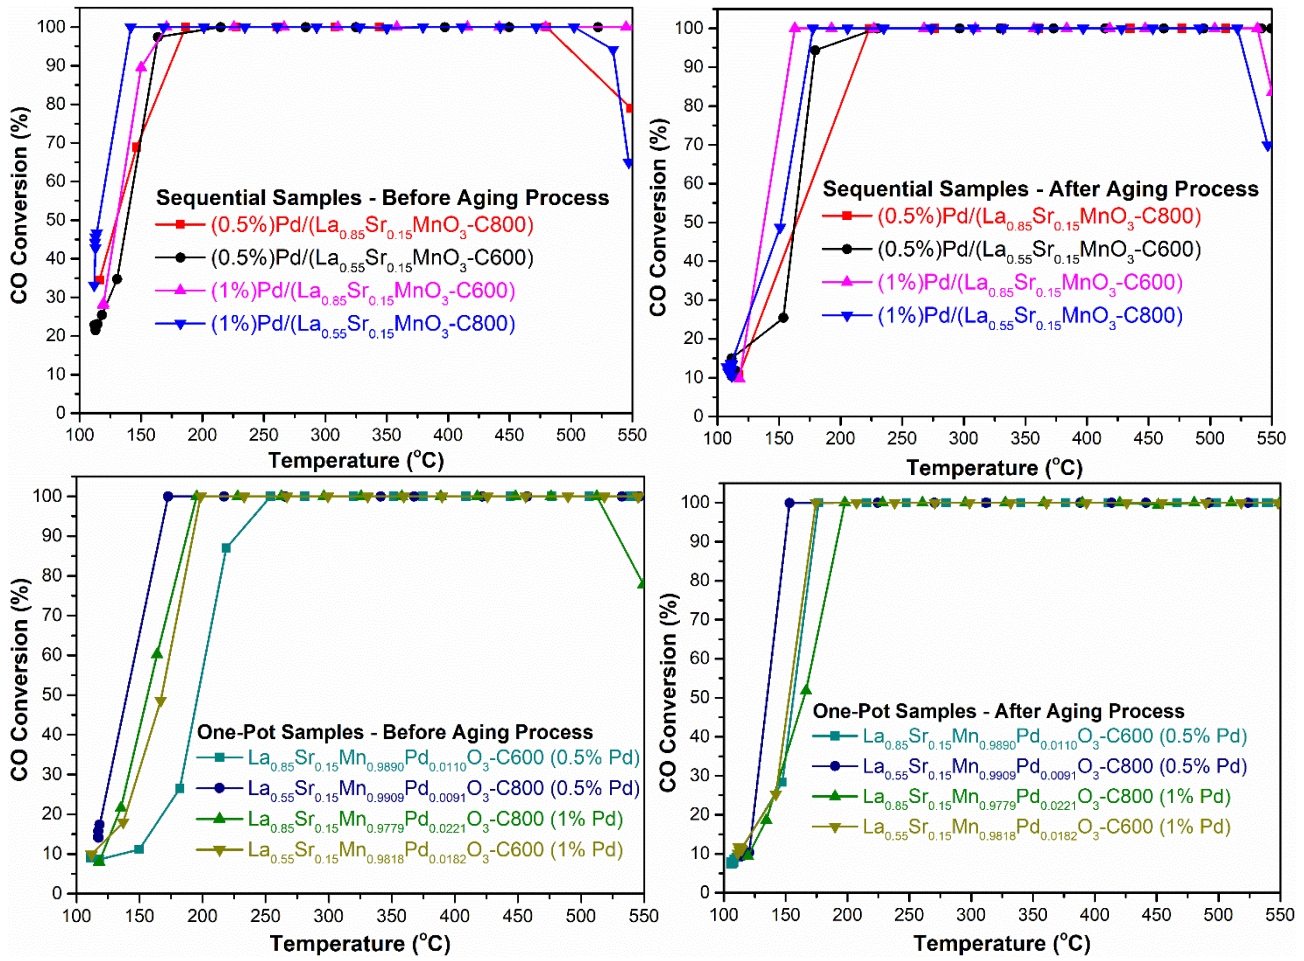 CO Conversion (%)
100
90
80
70
60
50
40
30
20
10
0
Sequential Samples - Before Aging Process
(0.5%)Pd/(La0.85Sr0.15MnO3-C800)
(0.5%)Pd/(La0.55Sr0.15MnO3-C600)
(1%)Pd/(La0.85Sr0.15MnO3-C600)
(1%)Pd/(La0.55Sr0.15MnO3-C800)
100 150 200 250 300 350 400 450 500 550
Temperature (oC)
CO Conversion (%)
100
90
80
70
60
50
40
30
20
10
0
Sequential Samples - After Aging Process
(0.5%)Pd/(La0.85Sr0.15MnO3-C800)
(0.5%)Pd/(La0.55Sr0.15MnO3-C600)
(1%)Pd/(La0.85Sr0.15MnO3-C600)
(1%)Pd/(La0.55Sr0.15MnO3-C800)
100 150 200 250 300 350 400 450 500 550
Temperature (oC)
CO Conversion (%)
100
90
80
70
60
50
40
30
20
10
0
One-Pot Samples - Before Aging Process
La0.85Sr0.15Mn0.9890Pd0.0110O3-C600 (0.5% Pd)
La0.55Sr0.15Mn0.9909Pd0.0091O3-C800 (0.5% Pd)
La0.85Sr0.15Mn0.9779Pd0.0221O3-C800 (1% Pd)
La0.55Sr0.15Mn0.9818Pd0.0182O3-C600 (1% Pd)
100 150 200 250 300 350 400 450 500 550
Temperature (oC)
CO Conversion (%)
100
90
80
70
60
50
40
30
20
10
0
One-Pot Samples - After Aging Process
La0.85Sr0.15Mn0.9890Pd0.0110O3-C600 (0.5% Pd)
La0.55Sr0.15Mn0.9909Pd0.0091O3-C800 (0.5% Pd)
La0.85Sr0.15Mn0.9779Pd0.0221O3-C800 (1% Pd)
La0.55Sr0.15Mn0.9818Pd0.0182O3-C600 (1% Pd)
100 150 200 250 300 350 400 450 500 550
Temperature (oC)